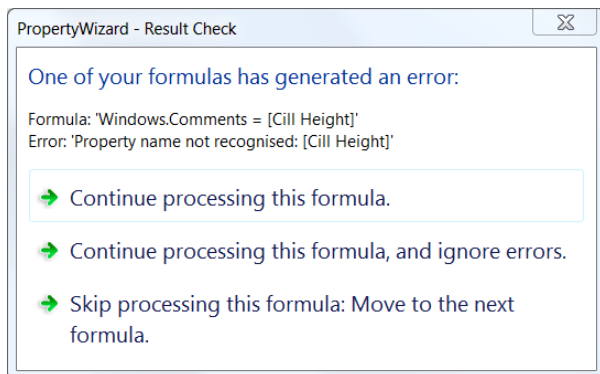 PropertyWizard - Result Check
One of your formulas has generated an error:
Formula: 'Windows.Comments = [Cill Height]'
Error: 'Property name not recognised: [Cill Height]'
Continue processing this formula.
Continue processing this formula, and ignore errors.
Skip processing this formula: Move to the next
formula.